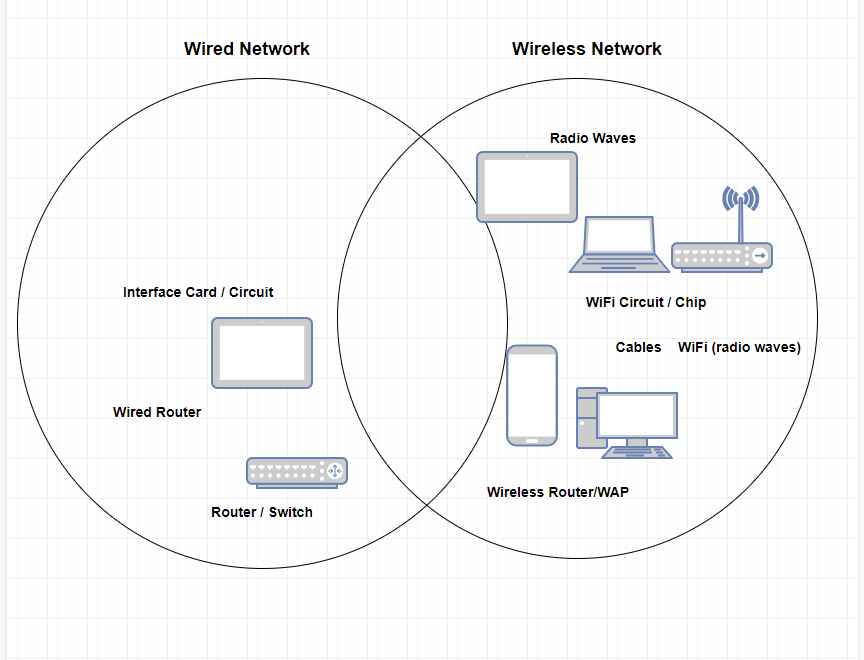 Wired Network
Wireless Network
Radio Waves
Interface Card / Circuit
WiFi Circuit / Chip
Cables
WiFi (radio waves)
Wired Router
Wireless Router/WAP
Router / Switch